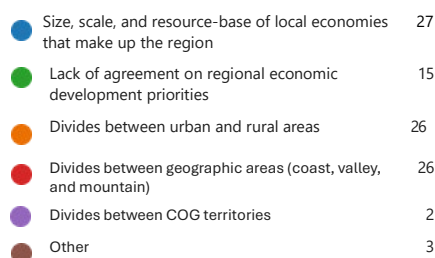 Size, scale, and resource-base of local economies 27
that make up the region
Lack of agreement on regional economic 15
development priorities
Divides between urban and rural areas 26
Divides between geographic areas (coast, valley, 26
and mountain)
Divides between COG territories 2
Other 3